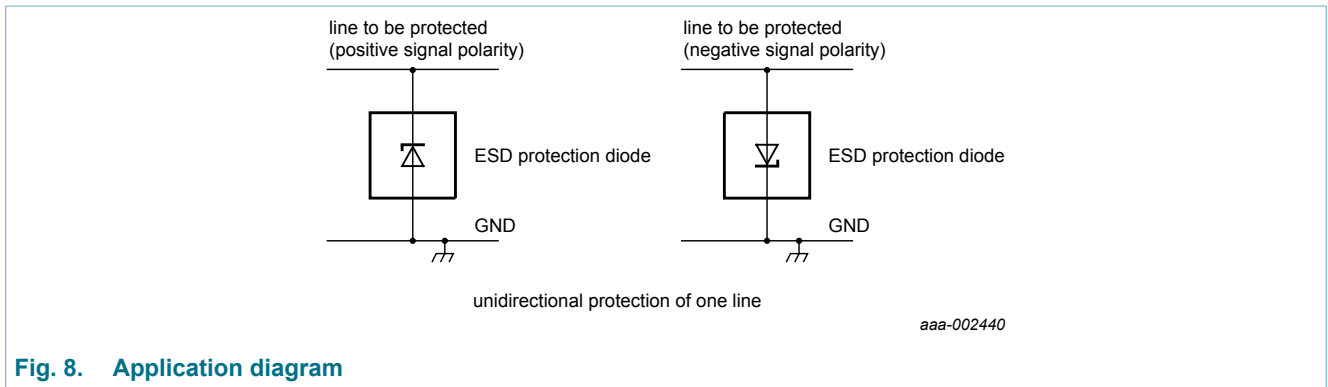 line to be protected
(positive signal polarity)
ESD protection diode
GND
line to be protected
(negative signal polarity)
ESD protection diode
GND
unidirectional protection of one line
aaa-002440
Fig. 8. Application diagram